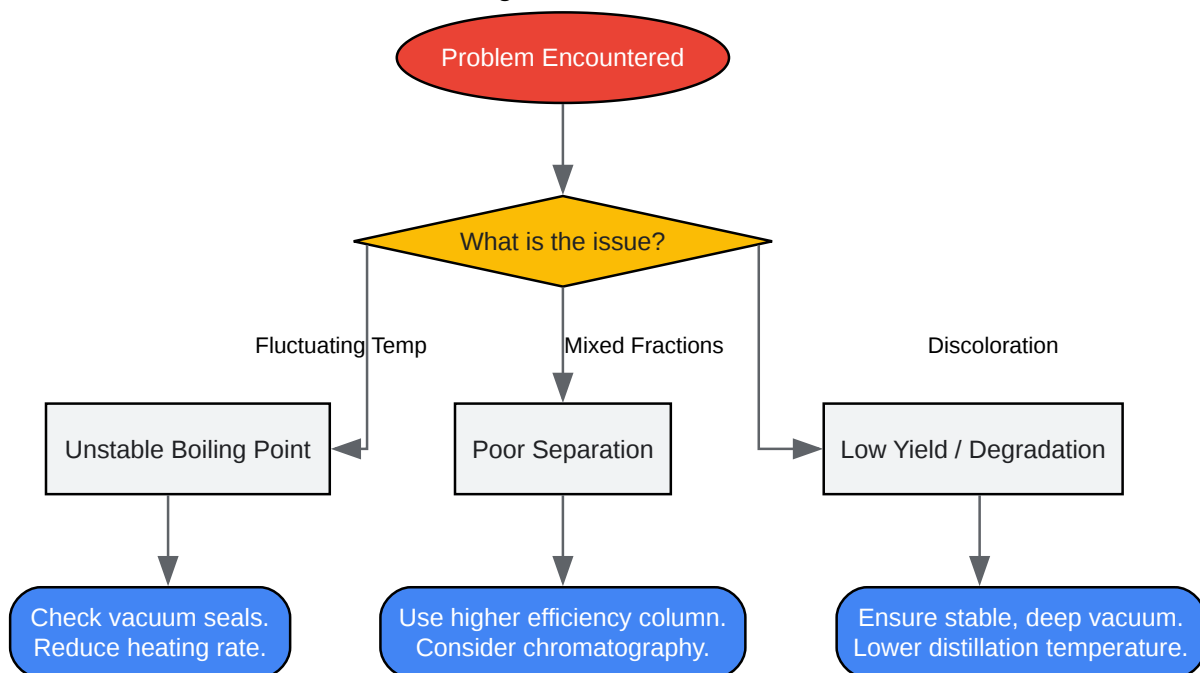 Problem Encountered
What is the issue?
Fluctuating Temp
Mixed Fractions
Discoloration
Unstable Boiling Point
Poor Separation
Low Yield / Degradation
Check vacuum seals.
Reduce heating rate.
Use higher efficiency column.
Consider chromatography.
Ensure stable, deep vacuum.
Lower distillation temperature.